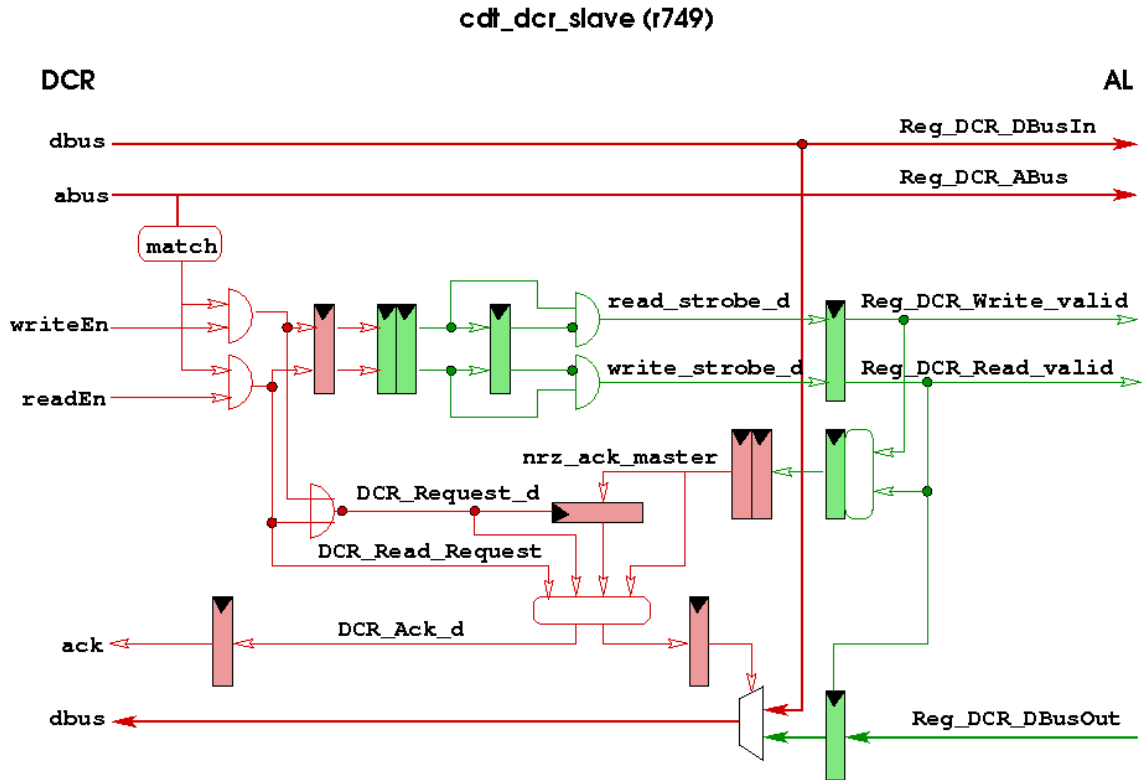 cdt_dcr_slave (r749)
DCR
AL
dbus
Reg_DCR_DBusIn
abus
Reg_DCR_ABus
match
read_strobe_d
Reg_DCR_Write_valid
writeEn
write_strobe_d
Reg_DCR_Read_valid
readEn
nrz_ack_master
DCR_Request_d
DCR_Read_Request
DCR_Ack_d
ack
dbus
Reg_DCR_DBusOut